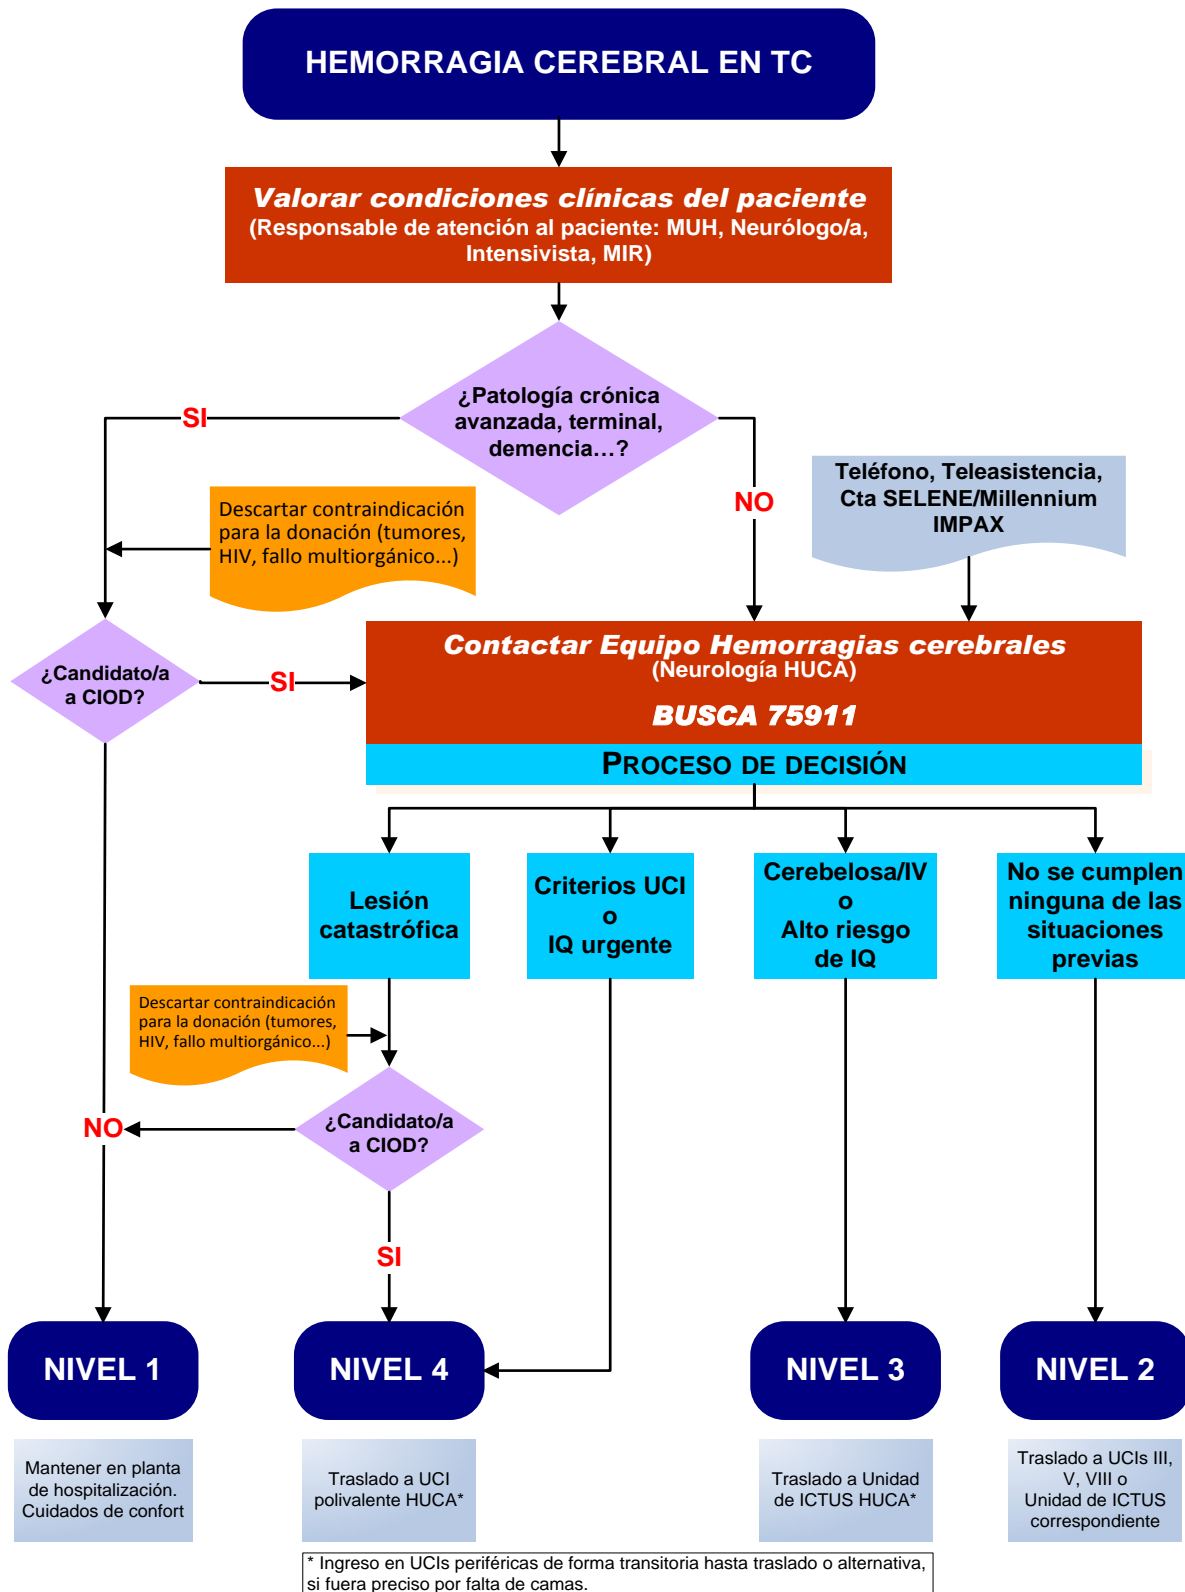 HEMORRAGIA CEREBRAL EN TC
Valorar condiciones clínicas del paciente
(Responsable de atención al paciente: MUH, Neurólogo/a,
Intensivista, MIR)
¿Patología crónica
avanzada, terminal,
demencia...?
SI
NO
Teléfono, Teleasistencia,
Cta SELENE/Millennium
IMPAX
Descartar contraindicación
para la donación (tumores,
HIV, fallo multiorgánico...)
¿Candidato/a
a CIOD?
SI
Contactar Equipo Hemorragias cerebrales
(Neurología HUCA)
BUSCA 75911
PROCESO DE DECISIÓN
Lesión
catastrófica
Criterios UCI
o
IQ urgente
Cerebelosa/IV
o
Alto riesgo
de IQ
No se cumplen
ninguna de las
situaciones
previas
Descartar contraindicación
para la donación (tumores,
HIV, fallo multiorgánico...)
NO
¿Candidato/a
a CIOD?
SI
NIVEL 1
NIVEL 4
NIVEL 3
NIVEL 2
Mantener en planta
de hospitalización.
Cuidados de confort
Traslado a UCI
polivalente HUCA*
Traslado a Unidad
de ICTUS HUCA*
Traslado a UCIs III,
V, VIII o
Unidad de ICTUS
correspondiente
* Ingreso en UCIs periféricas de forma transitoria hasta traslado o alternativa,
si fuera preciso por falta de camas.